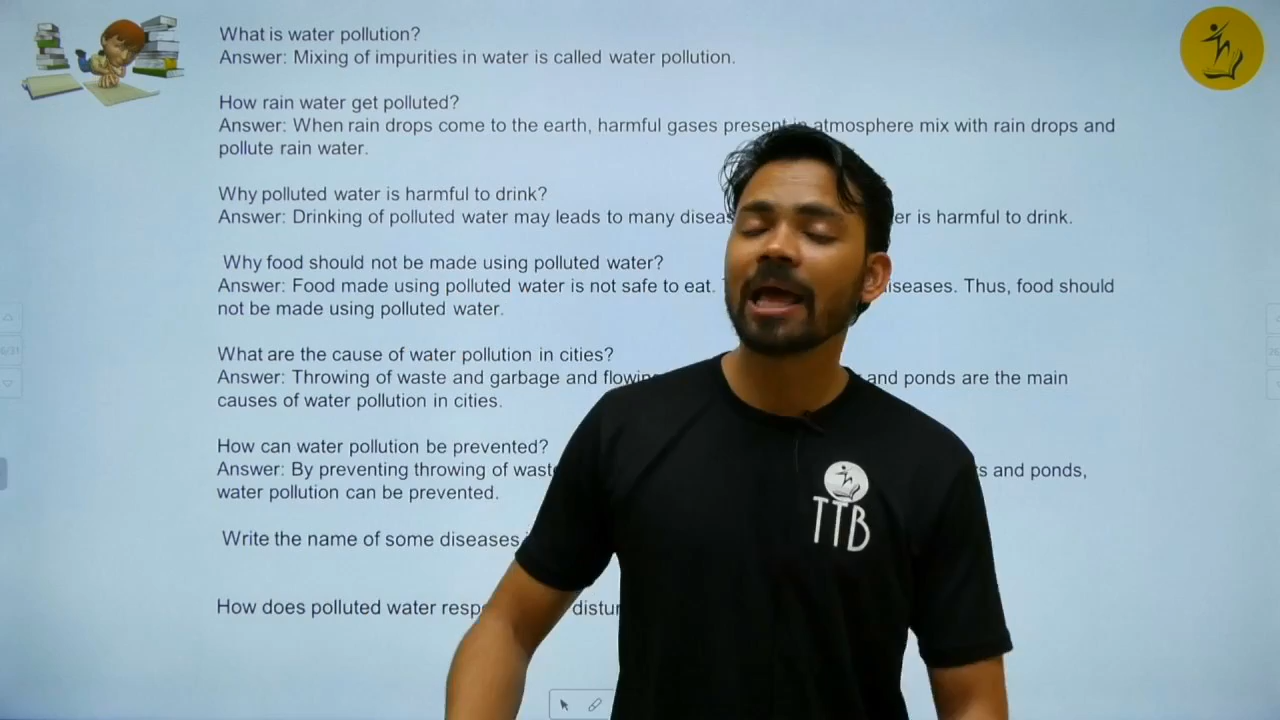 What is water pollution?
Answer: Mixing of impurities in water is called water pollution.
How rain water get polluted?
Answer: When rain drops come to the earth, harmful gases present in atmosphere mix with rain drops and
pollute rain water.
Why polluted water is harmful to drink?
Answer: Drinking of polluted water may leads to many is harmful to drink.
Why food should not be made using polluted water?
Answer: Food made using polluted water is not safe to eat. Thus, food should
not be made using polluted water.
What are the cause of water pollution in cities?
Answer: Throwing of waste and garbage and and ponds are the main
causes of water pollution in cities.
How can water pollution be prevented?
Answer: By preventing throwing of and ponds,
water pollution can be prevented.
Write the name of some diseases
How does polluted water
TTB